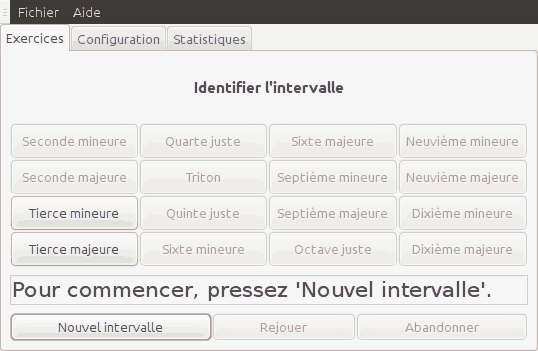 Fichier Aide
Exercices Configuration Statistiques
Identifier l'intervalle
Seconde mineure Quarte juste Sixte majeure Neuvième mineure
Seconde majeure Triton Septième mineure Neuvième majeure
Tierce mineure Quinte juste Septième majeure Dixième mineure
Tierce majeure Sixte mineure Octave juste Dixième majeure
Pour commencer, pressez 'Nouvel intervalle'.
Nouvel intervalle Rejouer Abandonner